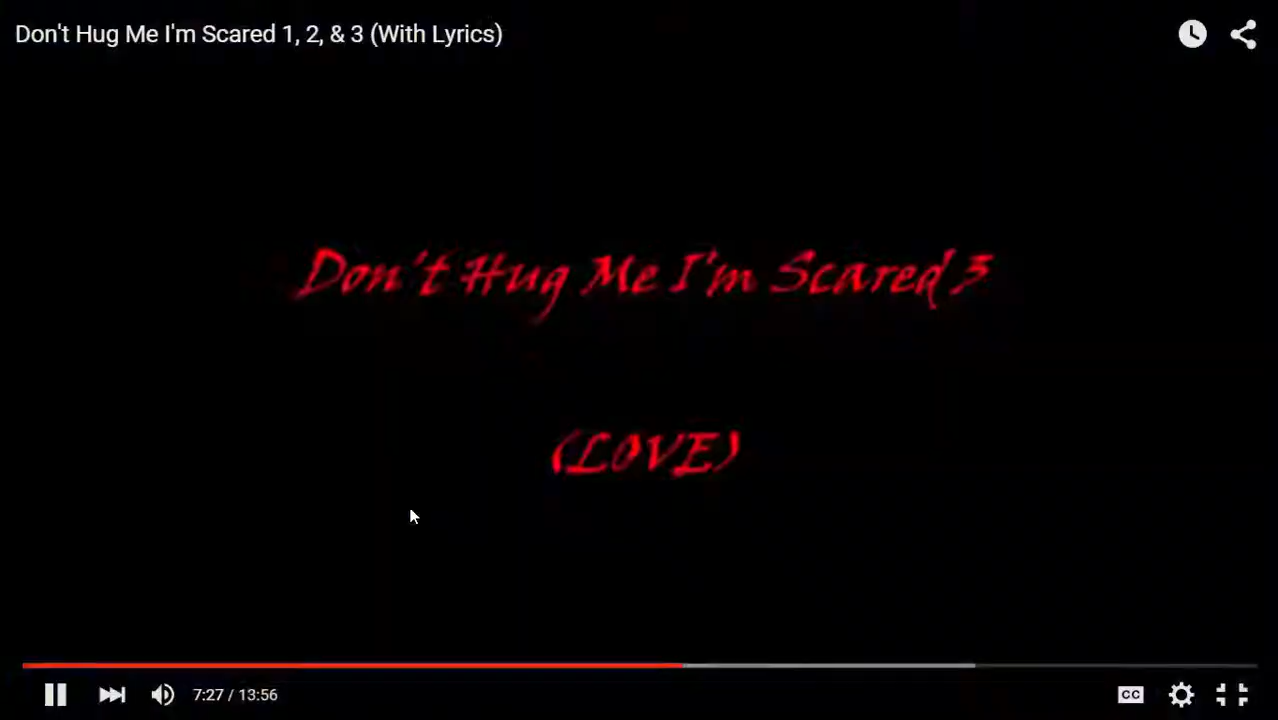 Don't Hug Me I'm Scared 1, 2, & 3 (With Lyrics)
Don't Hug Me I'm Scared 3
(LOVE)
7:27 / 13:56
CC